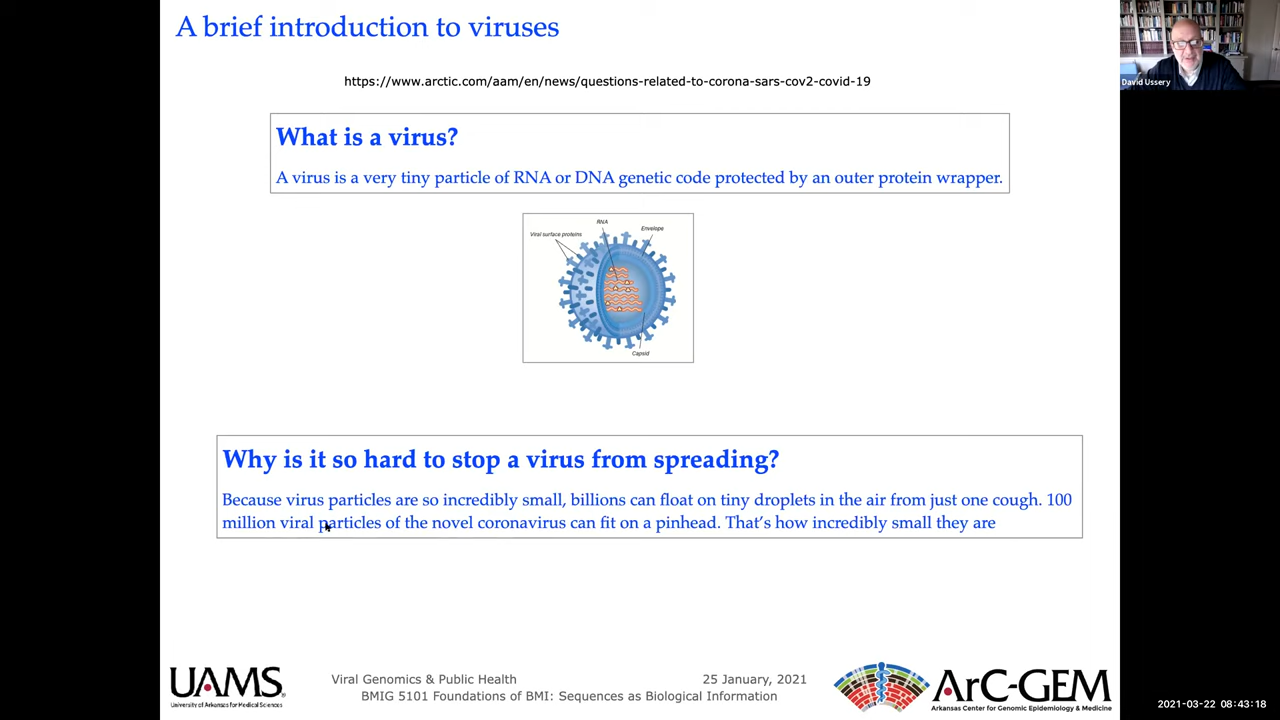 A brief introduction to viruses
https://www.arctic.com/aam/en/news/questions-related-to-corona-sars-cov2-covid-19
David Ussery
What is a virus?
A virus is a very tiny particle of RNA or DNA genetic code protected by an outer protein wrapper.
RNA
Envelope
Viral surface proteins
Capsid
Why is it so hard to stop a virus from spreading?
Because virus particles are so incredibly small, billions can float on tiny droplets in the air from just one cough. 100
million viral particles of the novel coronavirus can fit on a pinhead. That's how incredibly small they are
UAMS
University of Arkansas for Medical Sciences
Viral Genomics & Public Health
25 January, 2021
BMIG 5101 Foundations of BMI: Sequences as Biological Information
ArC-GEM
Arkansas Center for Genomic Epidemiology & Medicine
2021-03-22 08:43:18